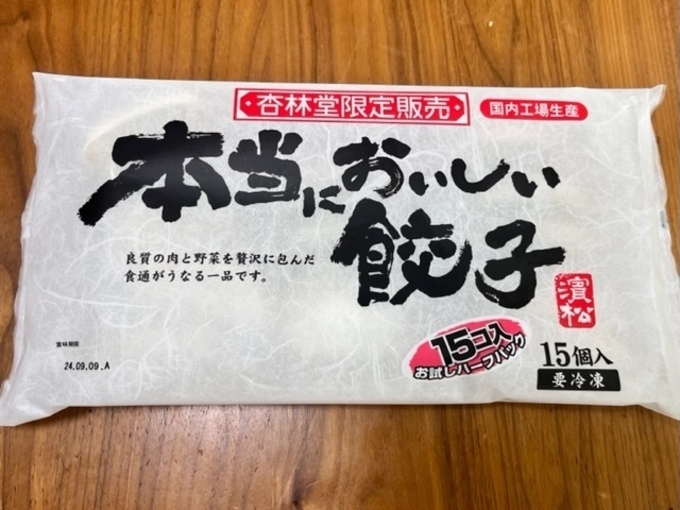 杏林堂限定販売
国内工場生産
本当においしい
餃子
良質の肉と野菜を贅沢に包んだ
食通がうなる一品です。
濱松
賞味期限
24.09.09.A
15コ入
お試しハーフパック
15個入
要冷凍